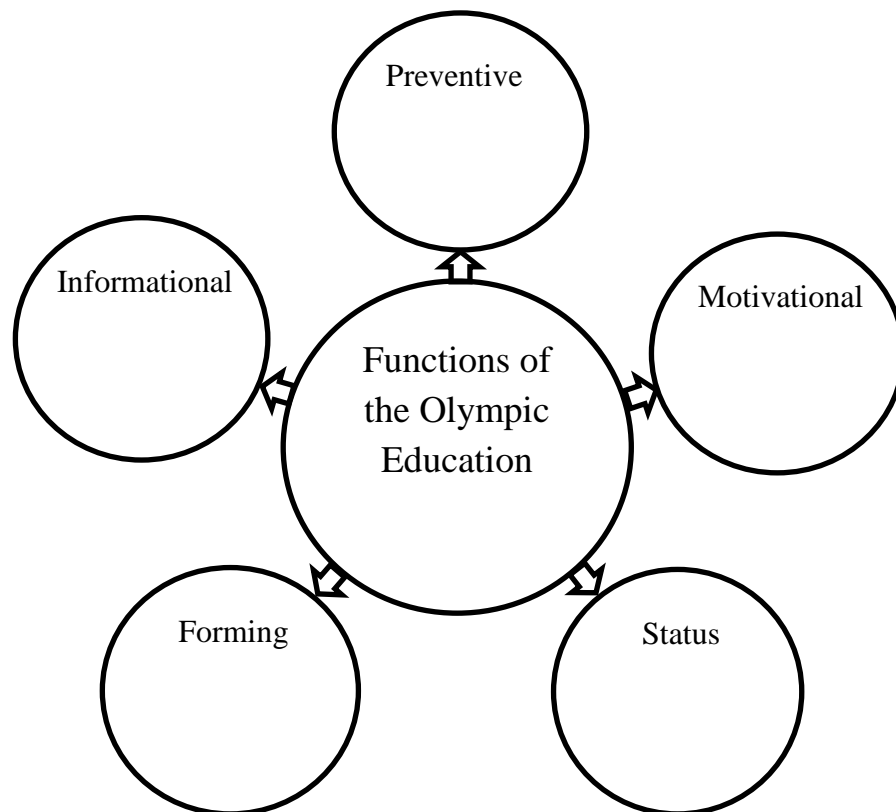 Preventive
Informational
Motivational
Functions of
the Olympic
Education
Forming
Status